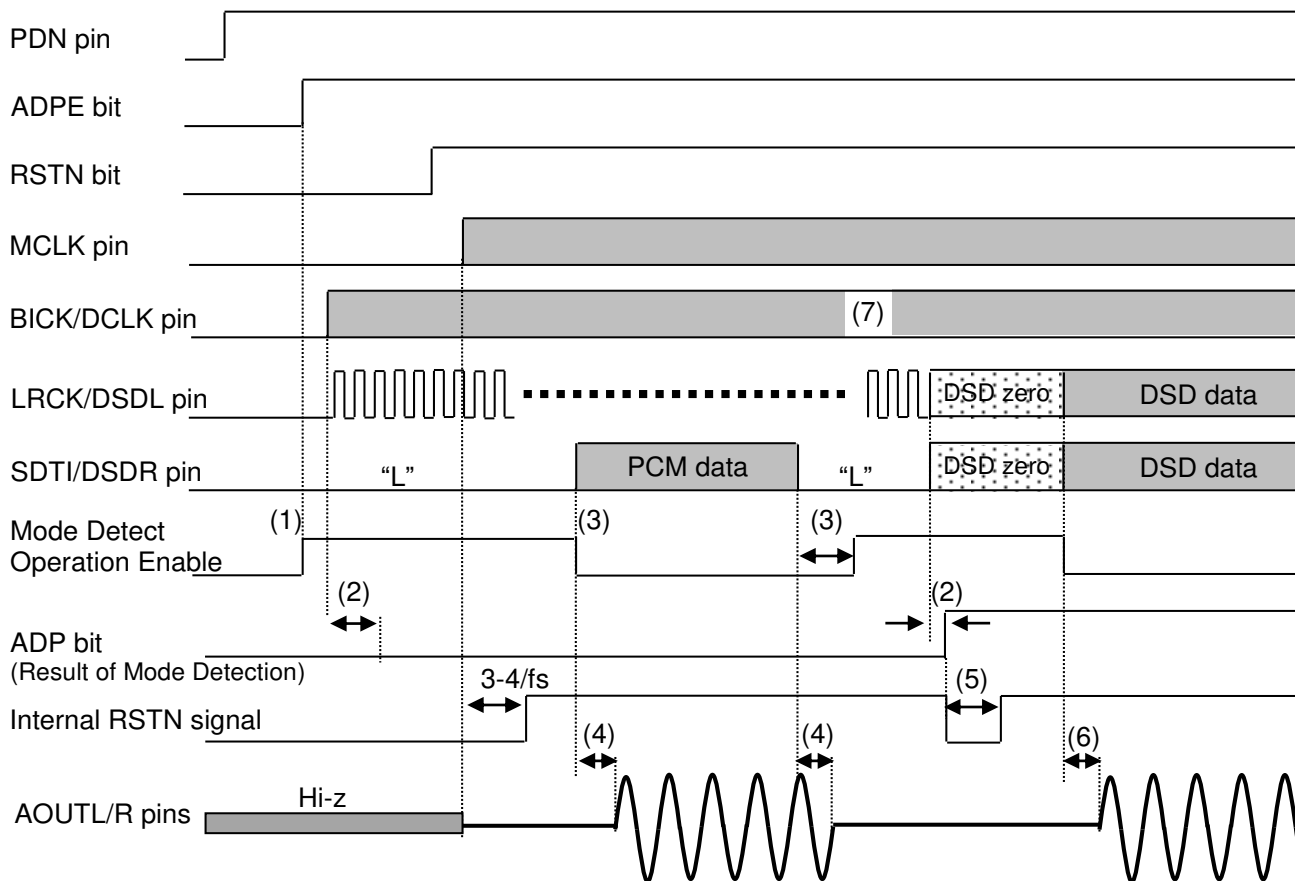 PDN pin
ADPE bit
RSTN bit
MCLK pin
BICK/DCLK pin
(7)
LRCK/DSDL pin
DSD zero
DSD data
SDTI/DSDR pin
“L”
PCM data
“L”
DSD zero
DSD data
Mode Detect
Operation Enable
(1)
(3)
(3)
(2)
(2)
ADP bit
(Result of Mode Detection)
3-4/fs
(5)
Internal RSTN signal
(4)
(4)
(6)
Hi-z
AOUTL/R pins